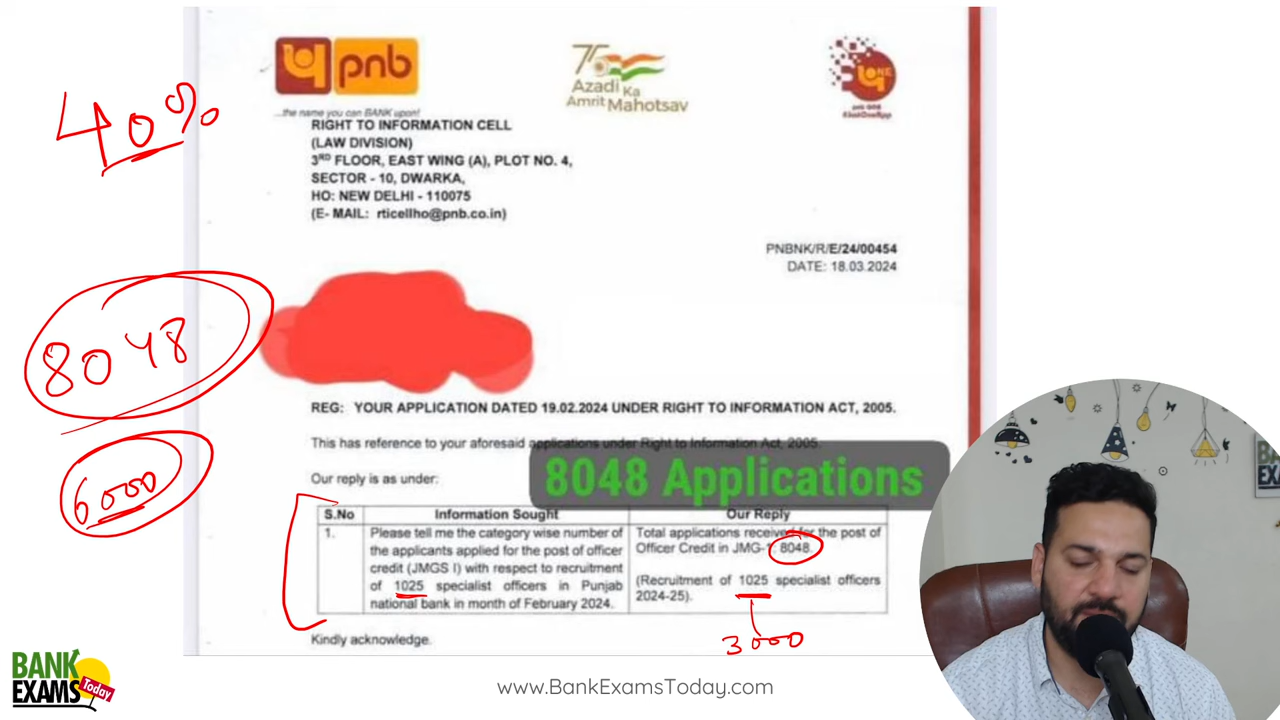 प pnb
...the name you can BANK upon!
75
Azadi Ka
Amrit Mahotsav
ONE
RIGHT TO INFORMATION CELL
(LAW DIVISION)
3RD FLOOR, EAST WING (A), PLOT NO. 4,
SECTOR - 10, DWARKA,
HO: NEW DELHI - 110075
(E- MAIL: rticellho@pnb.co.in)
40%
PNBNK/R/E/24/00454
DATE: 18.03.2024
8048
6000
REG: YOUR APPLICATION DATED 19.02.2024 UNDER RIGHT TO INFORMATION ACT, 2005.
This has reference to your aforesaid applications under Right to Information Act, 2005.
Our reply is as under:
8048 Applications
S.No Information Sought Our Reply
1. Please tell me the category wise number of
the applicants applied for the post of officer
credit (JMGS I) with respect to recruitment
of 1025 specialist officers in Punjab
national bank in month of February 2024.
Total applications received for the post of
Officer Credit in JMG-1: 8048.
(Recruitment of 1025 specialist officers
2024-25).
3000
Kindly acknowledge.
BANK
EXAMS Today
www.BankExamsToday.com